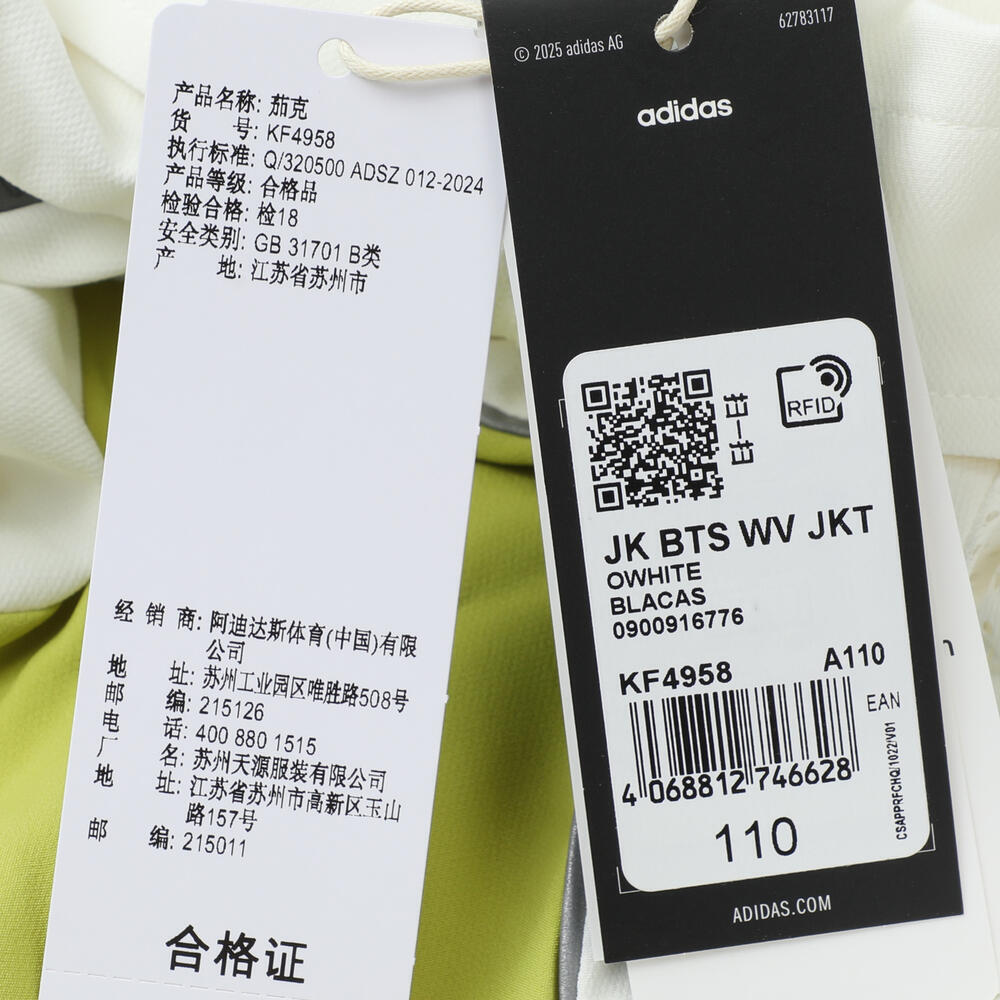 产品名称: 茄克
货 号: KF4958
执行标准: Q/320500 ADSZ 012-2024
产品等级: 合格品
检验合格: 检18
安全类别: GB 31701 B类
产 地: 江苏省苏州市
经 销 商: 阿迪达斯体育(中国)有限
公司
地 址: 苏州工业园区唯胜路508号
邮 编: 215126
电 话: 400 880 1515
厂 名: 苏州天源服装有限公司
地 址: 江苏省苏州市高新区玉山
路157号
邮 编: 215011
合格证
© 2025 adidas AG
62783117
adidas
扫一扫
RFID
JK BTS WV JKT
OWHITE
BLACAS
0900916776
KF4958 A110
EAN
4 068812 746628
CSAPPRFCHQ/1022/V01
110
ADIDAS.COM